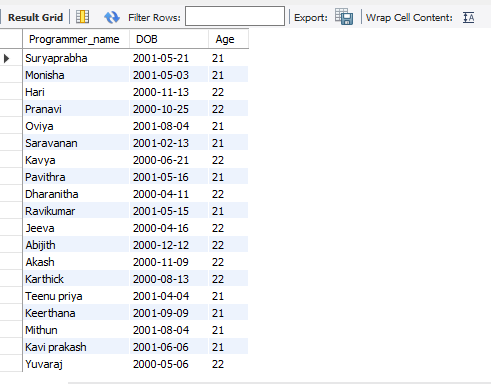 Result Grid Filter Rows: Export: Wrap Cell Content:
Programmer_name DOB Age
Suryaprabha 2001-05-21 21
Monisha 2001-05-03 21
Hari 2000-11-13 22
Pranavi 2000-10-25 22
Oviya 2001-08-04 21
Saravanan 2001-02-13 21
Kavya 2000-06-21 22
Pavithra 2001-05-16 21
Dharanitha 2000-04-11 22
Ravikumar 2001-05-15 21
Jeeva 2000-04-16 22
Abijith 2000-12-12 22
Akash 2000-11-09 22
Karthick 2000-08-13 22
Teenu priya 2001-04-04 21
Keerthana 2001-09-09 21
Mithun 2001-08-04 21
Kavi prakash 2001-06-06 21
Yuvaraj 2000-05-06 22